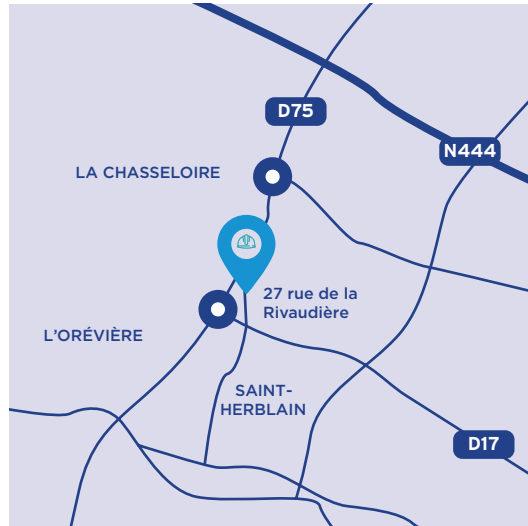 D75
N444
LA CHASSELOIRE
27 rue de la
Rivaudière
L'ORÉVIÈRE
SAINT-
HERBLAIN
D17